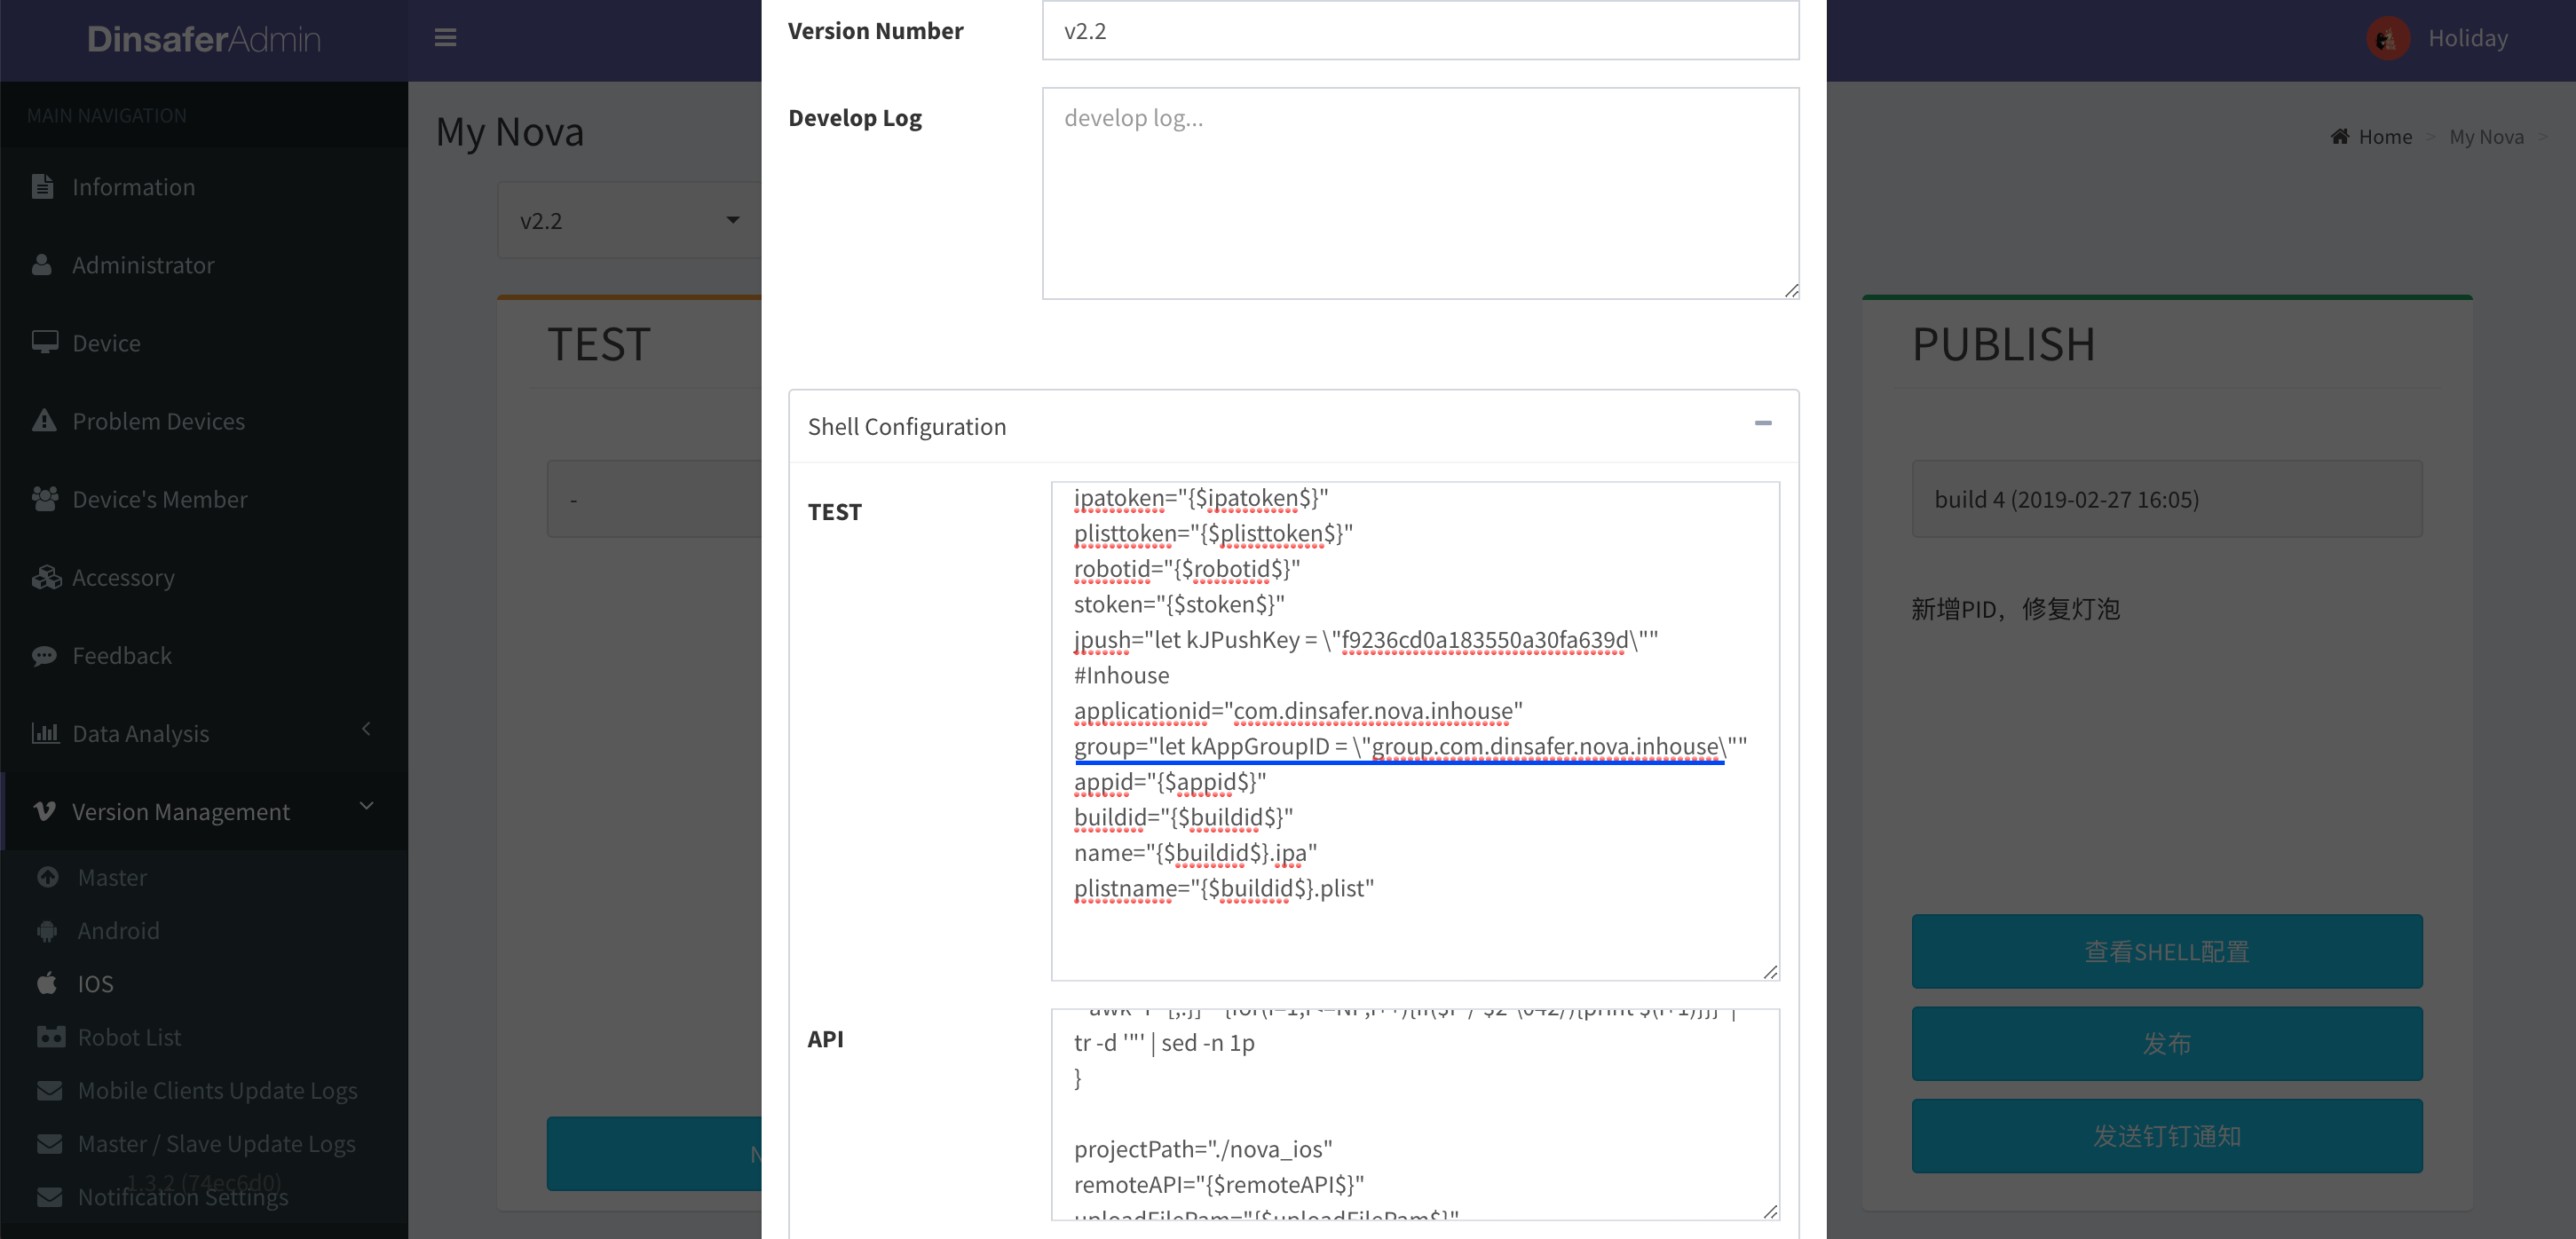 DinsaferAdmin
Holiday
MAIN NAVIGATION
Information
Administrator
Device
Problem Devices
Device's Member
Accessory
Feedback
Data Analysis
Version Management
Master
Android
IOS
Robot List
Mobile Clients Update Logs
Master / Slave Update Logs
1.3.2 (74ec6d0)
Notification Settings
My Nova
Home > My Nova >
v2.2
TEST
-
N
Version Number
v2.2
Develop Log
develop log...
Shell Configuration
TEST
ipatoken="{$ipatoken$}"
plisttoken="{$plisttoken$}"
robotid="{$robotid$}"
stoken="{$stoken$}"
jpush="let kJPushKey = \"f9236cd0a183550a30fa639d\""
#Inhouse
applicationid="com.dinsafer.nova.inhouse"
group="let kAppGroupID = \"group.com.dinsafer.nova.inhouse\""
appid="{$appid$}"
buildid="{$buildid$}"
name="{$buildid$}.ipa"
plistname="{$buildid$}.plist"
API
tr -d '"' | sed -n 1p
}
projectPath="./nova_ios"
remoteAPI="{$remoteAPI$}"
uploadFilePam="{$uploadFilePam$}"
PUBLISH
build 4 (2019-02-27 16:05)
新增PID，修复灯泡
查看SHELL配置
发布
发送钉钉通知